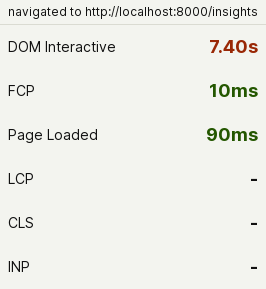 navigated to http://localhost:8000/insights
DOM Interactive 7.40s
FCP 10ms
Page Loaded 90ms
LCP -
CLS -
INP -